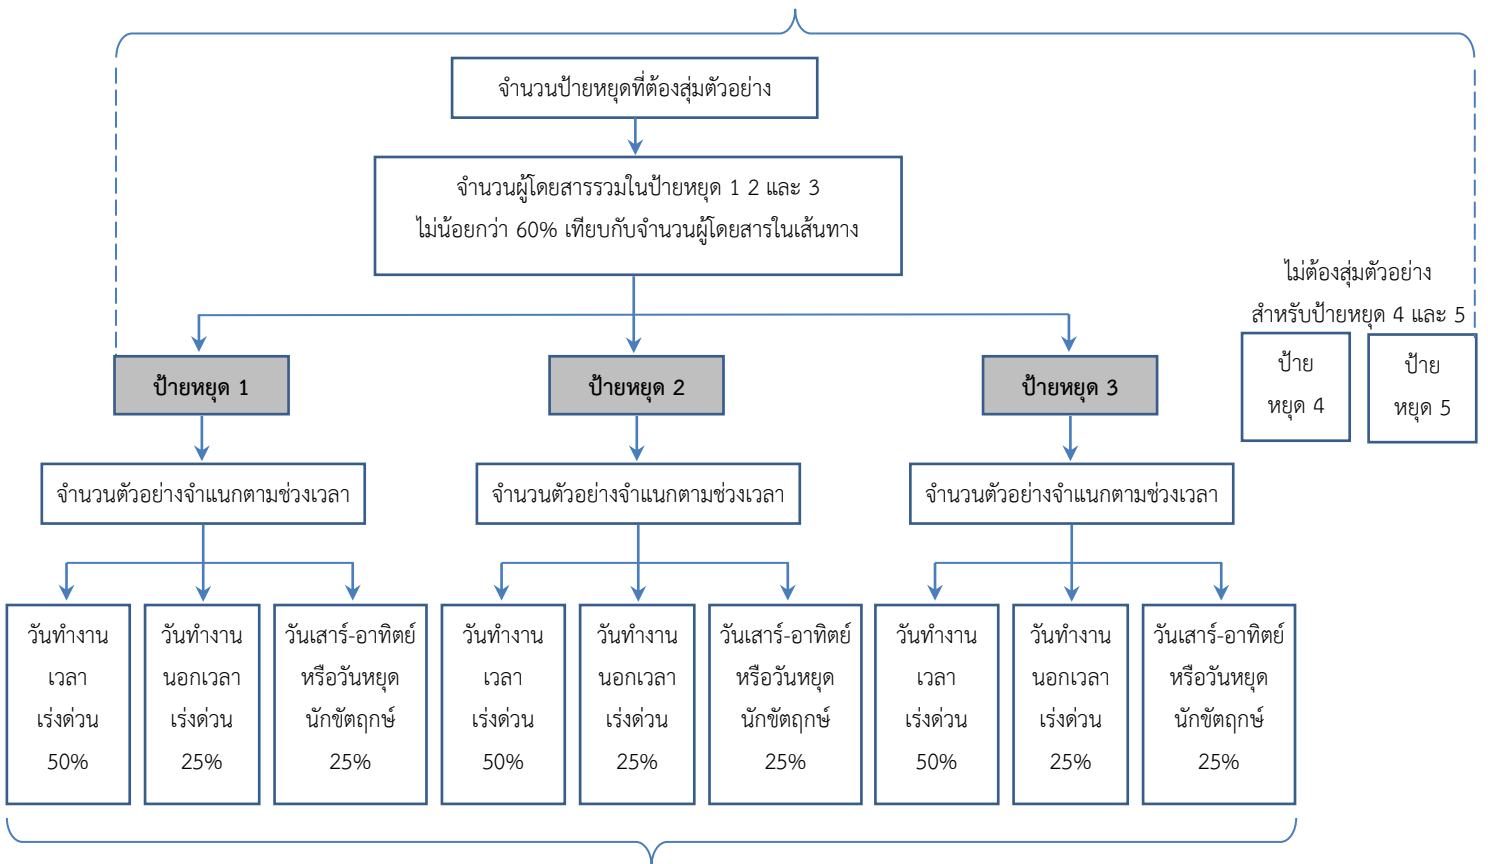 จำนวนป้ายหยุดที่ต้องสุ่มตัวอย่าง
จำนวนผู้โดยสารรวมในป้ายหยุด 1 2 และ 3
ไม่น้อยกว่า 60% เทียบกับจำนวนผู้โดยสารในเส้นทาง
ไม่ต้องสุ่มตัวอย่าง
สำหรับป้ายหยุด 4 และ 5
ป้ายหยุด 1
ป้ายหยุด 2
ป้ายหยุด 3
ป้าย
หยุด 4
ป้าย
หยุด 5
จำนวนตัวอย่างจำแนกตามช่วงเวลา
จำนวนตัวอย่างจำแนกตามช่วงเวลา
จำนวนตัวอย่างจำแนกตามช่วงเวลา
วันทำงาน
เวลา
เร่งด่วน
50%
วันทำงาน
นอกเวลา
เร่งด่วน
25%
วันเสาร์-อาทิตย์
หรือวันหยุด
นักขัตฤกษ์
25%
วันทำงาน
เวลา
เร่งด่วน
50%
วันทำงาน
นอกเวลา
เร่งด่วน
25%
วันเสาร์-อาทิตย์
หรือวันหยุด
นักขัตฤกษ์
25%
วันทำงาน
เวลา
เร่งด่วน
50%
วันทำงาน
นอกเวลา
เร่งด่วน
25%
วันเสาร์-อาทิตย์
หรือวันหยุด
นักขัตฤกษ์
25%